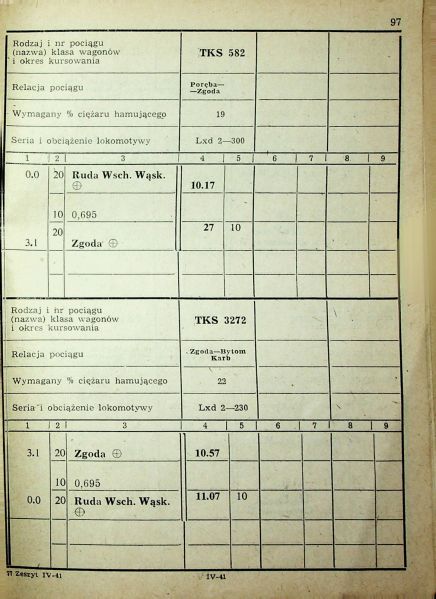 97
Rodzaj i nr pociągu
(nazwa) klasa wagonów
i okres kursowania
TKS 582
Relacja pociągu
Poręba—
—Zgoda
Wymagany % ciężaru hamującego 19
Seria i obciążenie lokomotywy Lxd 2—300
1 2 3 4 5 6 7 8 9
0.0 20 Ruda Wsch. Wąsk.
⊕ 10.17
10 0,695
20 27 10
3.1 Zgoda ⊕
Rodzaj i nr pociągu
(nazwa) klasa wagonów
i okres kursowania
TKS 3272
Relacja pociągu
Zgoda—Bytom
Karb
Wymagany % ciężaru hamującego 22
Seria i obciążenie lokomotywy Lxd 2—230
1 2 3 4 5 6 7 8 9
3.1 20 Zgoda ⊕ 10.57
10 0,695
0.0 20 Ruda Wsch. Wąsk. 11.07 10
⊕
77 Zeszyt IV-41 IV-41